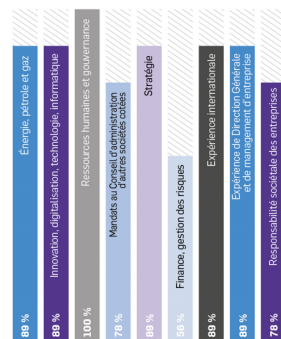 Énergie, pétrole et gaz
89 %
Innovation, digitalisation, technologie, informatique
89 %
Ressources humaines et gouvernance
100 %
Mandats au Conseil d'administration
d'autres sociétés cotées
78 %
Stratégie
89 %
Finance, gestion des risques
56 %
Expérience internationale
89 %
Expérience de Direction Générale
et de management d'entreprise
89 %
Responsabilité sociétale des entreprises
78 %